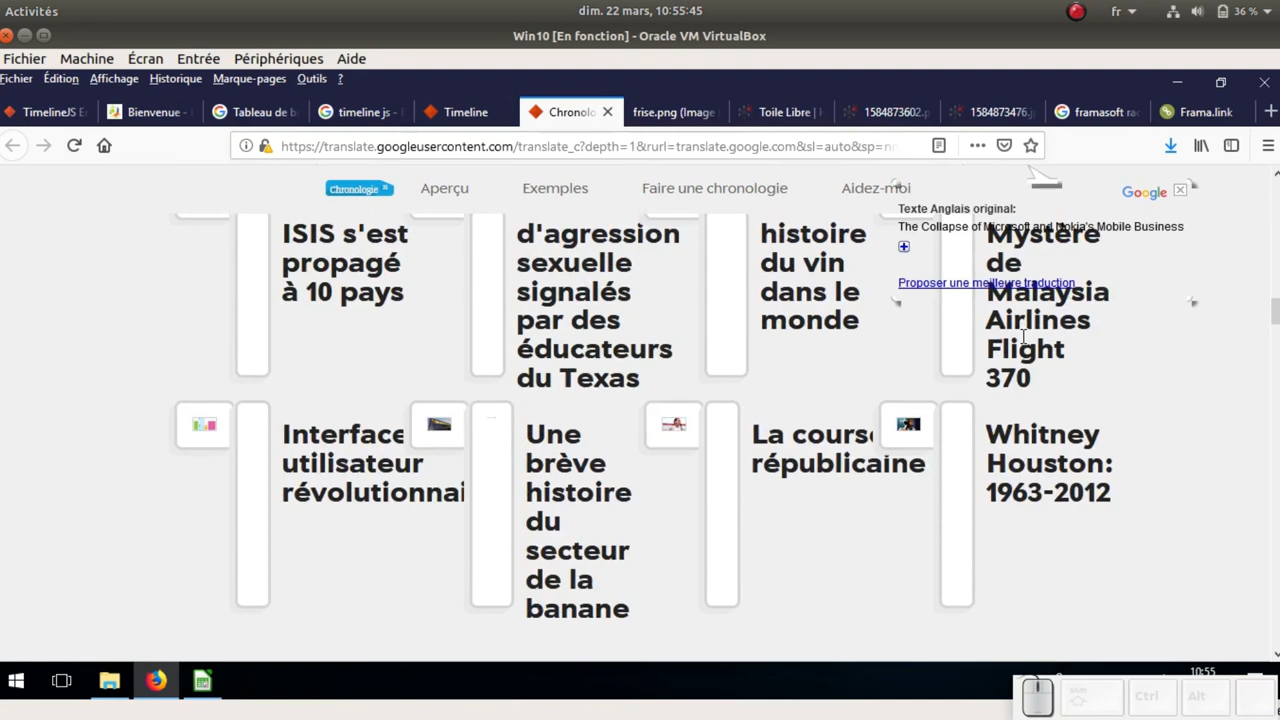 Activités
dim. 22 mars, 10:55:45
fr
36 %
Win10 [En fonction] - Oracle VM VirtualBox
Fichier Machine Écran Entrée Périphériques Aide
Fichier Édition Affichage Historique Marque-pages Outils ?
TimelineJS
Bienvenue -
Tableau de
timeline js -
Timeline
Chronolo
frise.png (Image
Toile Libre |
1584873602.p
1584873476.
framasoft
Frama.link
https://translate.googleusercontent.com/translate_c?depth=1&rurl=translate.google.com&sl=auto&sp=nn
Chronologie
Aperçu
Exemples
Faire une chronologie
Aidez-moi
Google
Texte Anglais original:
The Collapse of Microsoft and Nokia's Mobile Business
Proposer une meilleure traduction
ISIS s'est
propagé
à 10 pays
d'agression
sexuelle
signalés
par des
éducateurs
du Texas
histoire
du vin
dans le
monde
Mystère
de
Malaysia
Airlines
Flight
370
Interface
utilisateur
révolutionnai
Une
brève
histoire
du
secteur
de la
banane
La course
républicaine
Whitney
Houston:
1963-2012
10:55
Shift
Ctrl
Alt